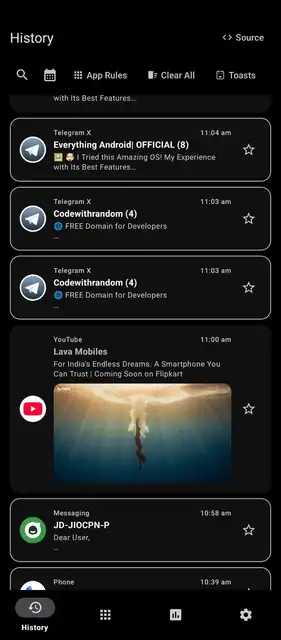 History
Source
App Rules
Clear All
Toasts
with Its Best Features...
Telegram X
11:04 am
Everything Android| OFFICIAL (8)
🖼️ 🤯 I Tried this Amazing OS! My Experience
with Its Best Features...
Telegram X
11:03 am
Codewithrandom (4)
🌐 FREE Domain for Developers
...
Telegram X
11:03 am
Codewithrandom (4)
🌐 FREE Domain for Developers
...
YouTube
11:00 am
Lava Mobiles
For India's Endless Dreams. A Smartphone You
Can Trust | Coming Soon on Flipkart
Messaging
10:58 am
JD-JIOCPN-P
Dear User,
...
Phone
10:39 am
History